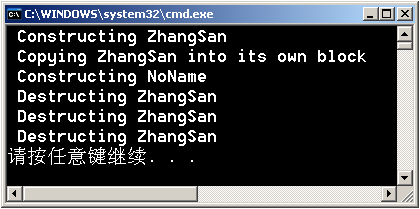 C:\WINDOWS\system32\cmd.exe
Constructing ZhangSan
Copying ZhangSan into its own block
Constructing NoName
Destructing ZhangSan
Destructing ZhangSan
Destructing ZhangSan
请按任意键继续. . .